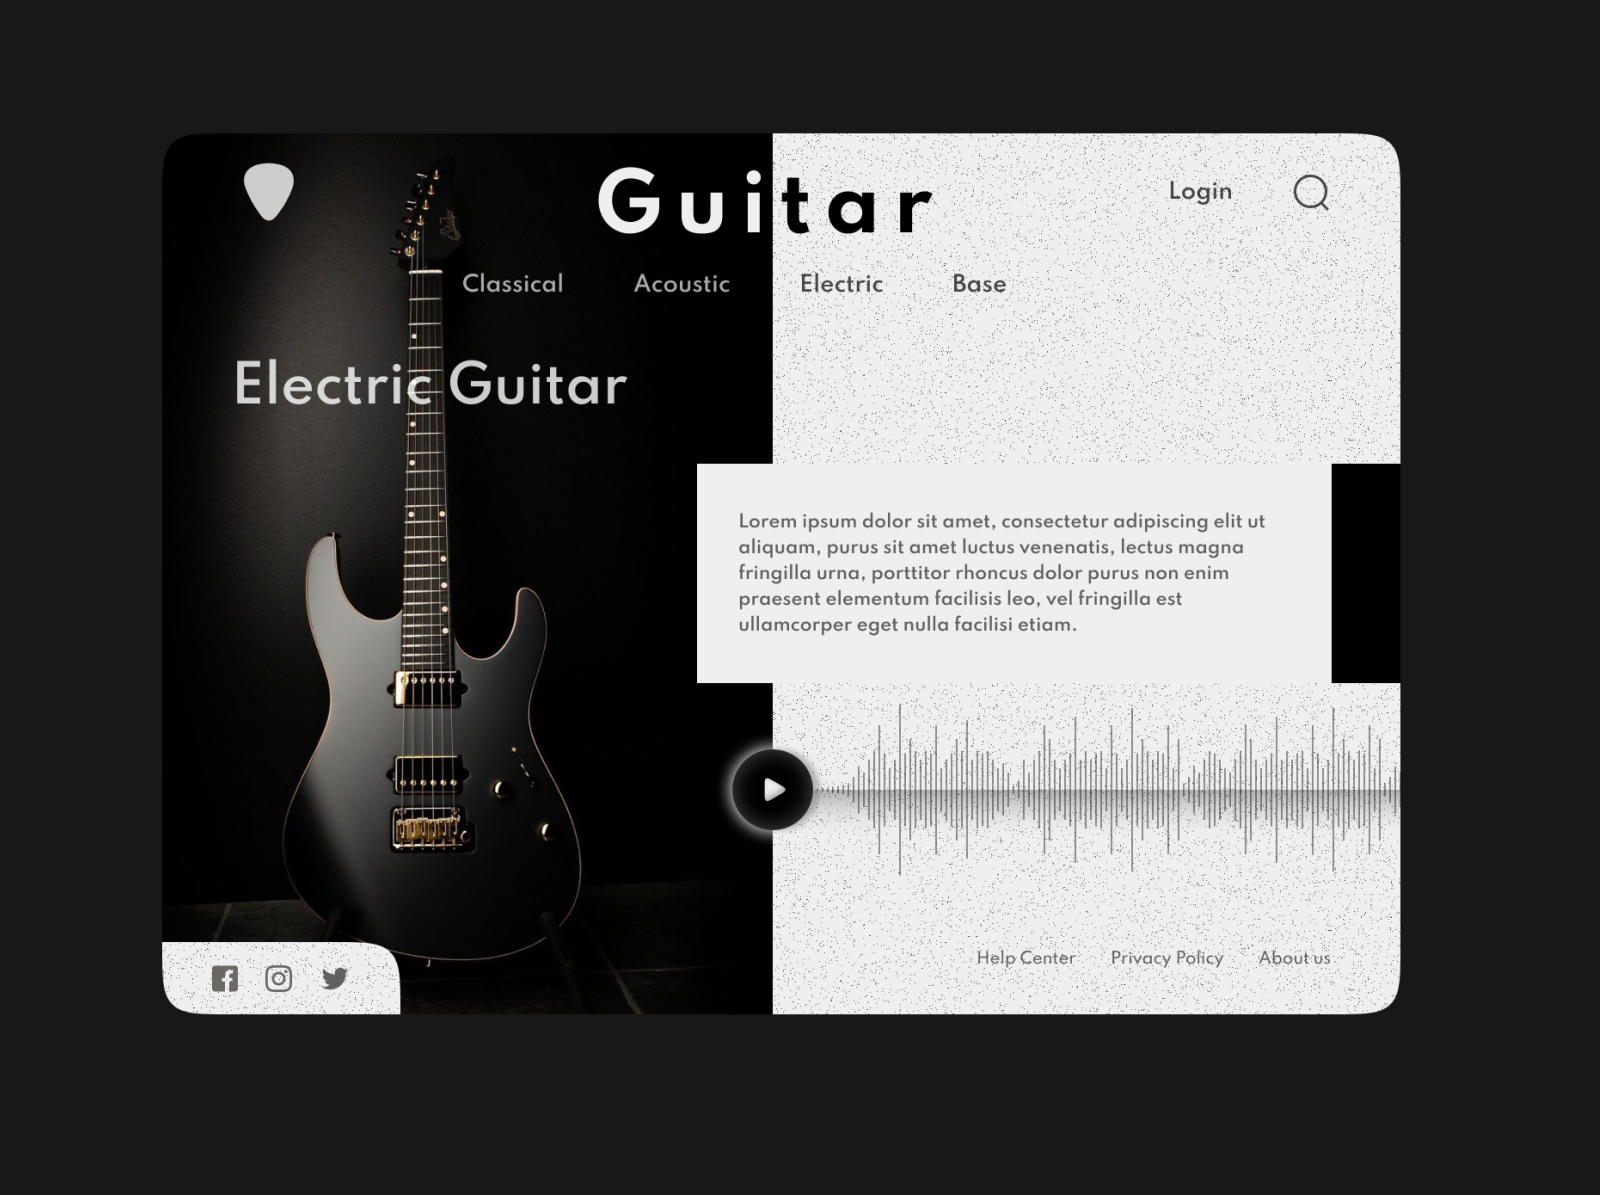 Guitar
Login
Classical
Acoustic
Electric
Base
Electric Guitar
Lorem ipsum dolor sit amet, consectetur adipiscing elit ut
aliquam, purus sit amet luctus venenatis, lectus magna
fringilla urna, porttitor rhoncus dolor purus non enim
praesent elementum facilisis leo, vel fringilla est
ullamcorper eget nulla facilisi etiam.
Help Center
Privacy Policy
About us